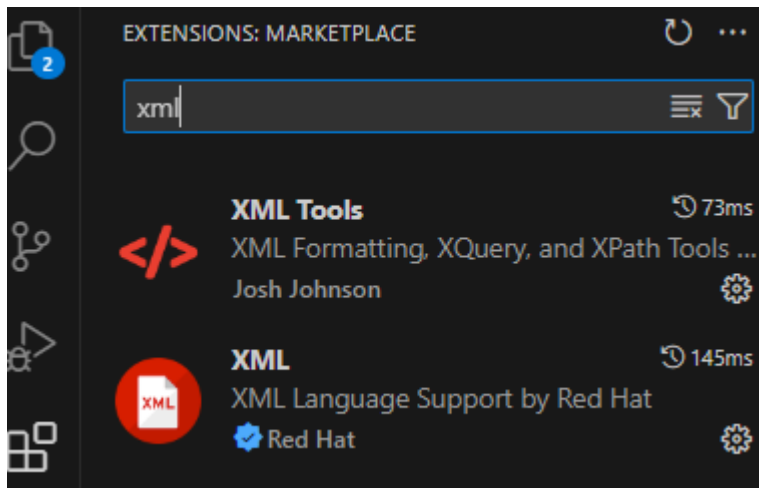 EXTENSIONS: MARKETPLACE
2
xml
XML Tools 73ms
XML Formatting, XQuery, and XPath Tools ...
Josh Johnson
XML 145ms
XML
XML Language Support by Red Hat
Red Hat